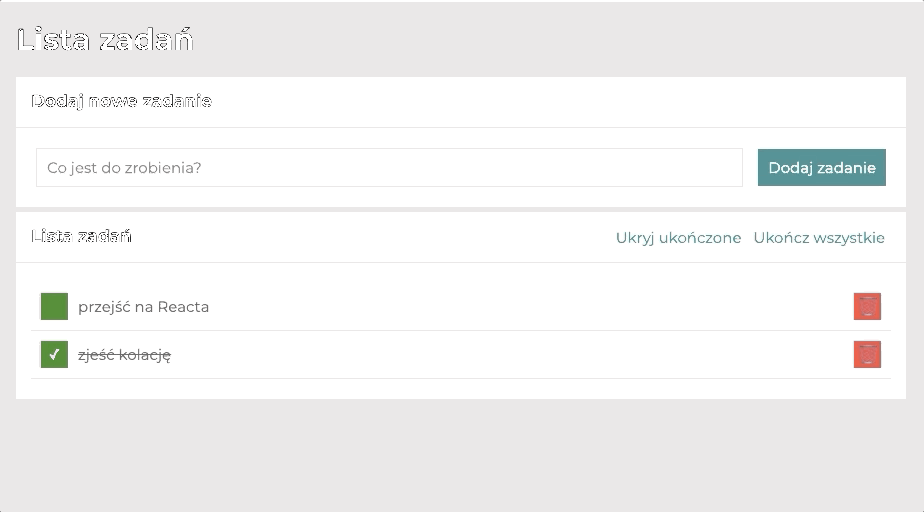 Lista zadań
Dodaj nowe zadanie
Co jest do zrobienia?
Dodaj zadanie
Lista zadań
Ukryj ukończone
Ukończ wszystkie
przejść na Reacta
✓ zjeść kolację